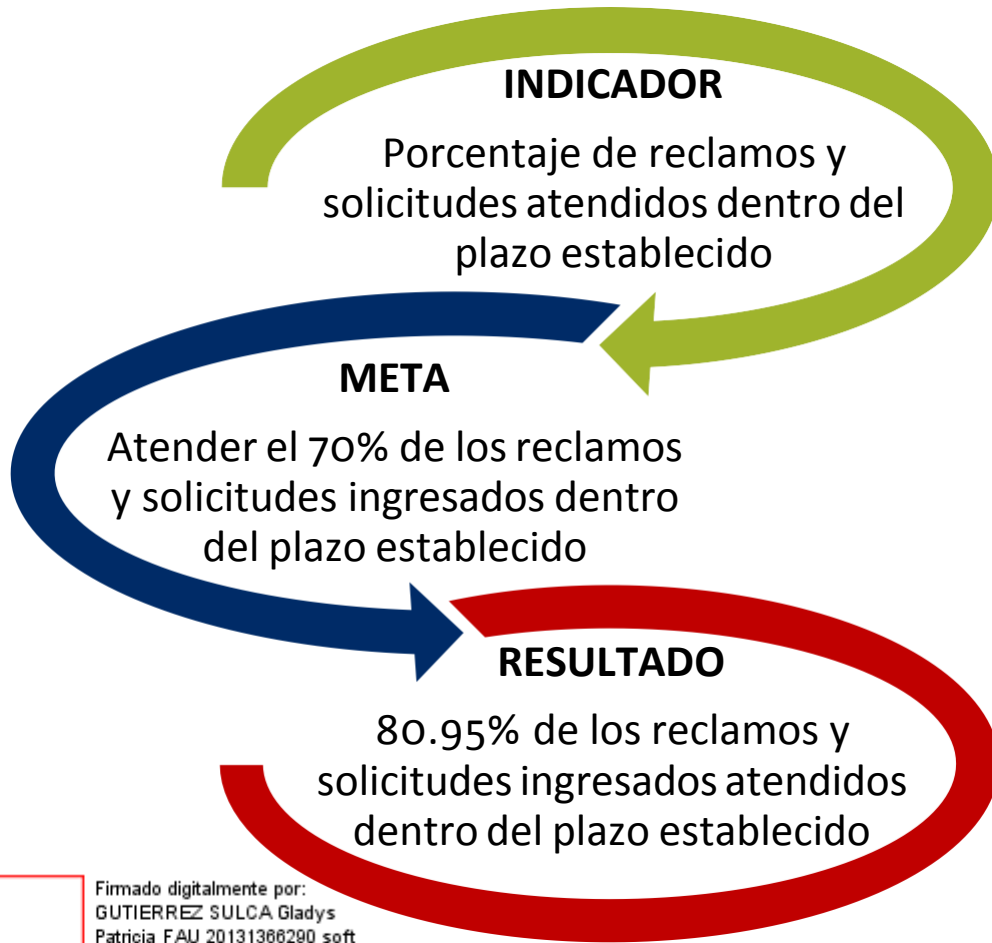 INDICADOR
Porcentaje de reclamos y
solicitudes atendidos dentro del
plazo establecido
META
Atender el 70% de los reclamos
y solicitudes ingresados dentro
del plazo establecido
RESULTADO
80.95% de los reclamos y
solicitudes ingresados atendidos
dentro del plazo establecido
Firmado digitalmente por:
GUTIERREZ SULCA Gladys
Patricia FAU 20131366290 soft